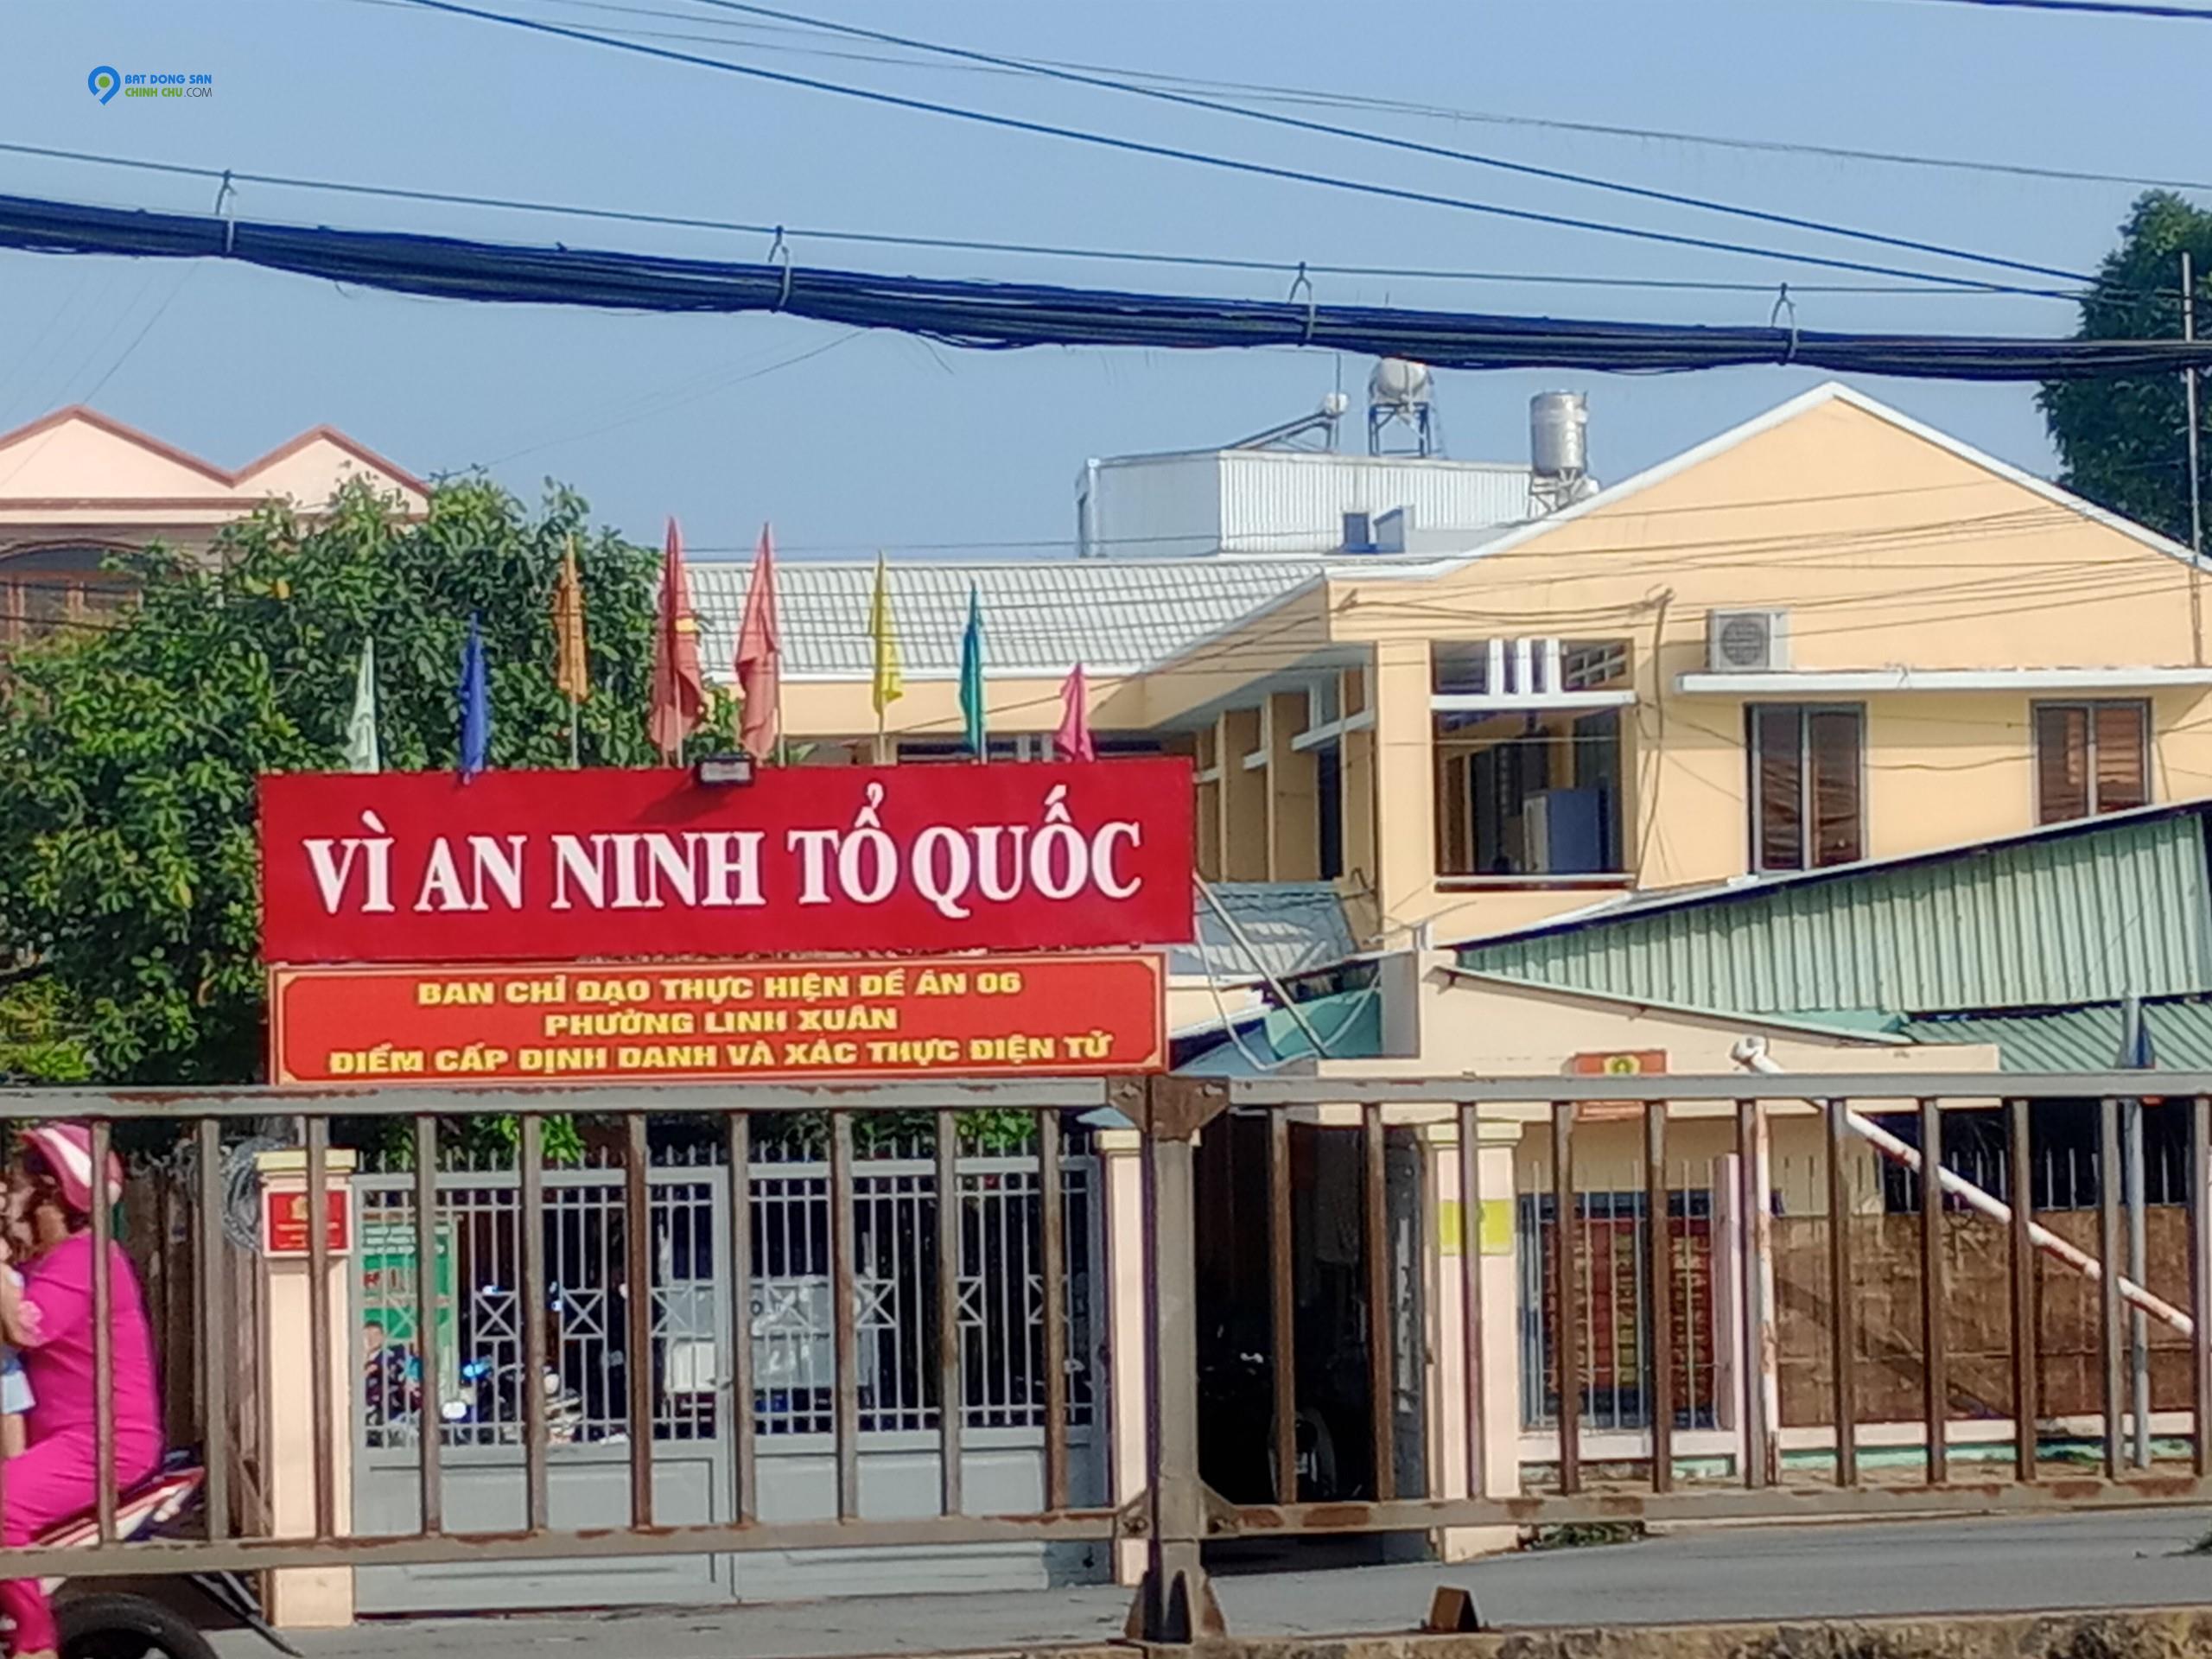 BAT DONG SAN
CHINH CHU.COM
VÌ AN NINH TỔ QUỐC
BAN CHỈ ĐẠO THỰC HIỆN ĐỀ ÁN 06
PHƯỜNG LINH XUÂN
ĐIỂM CẤP ĐỊNH DANH VÀ XÁC THỰC ĐIỆN TỬ